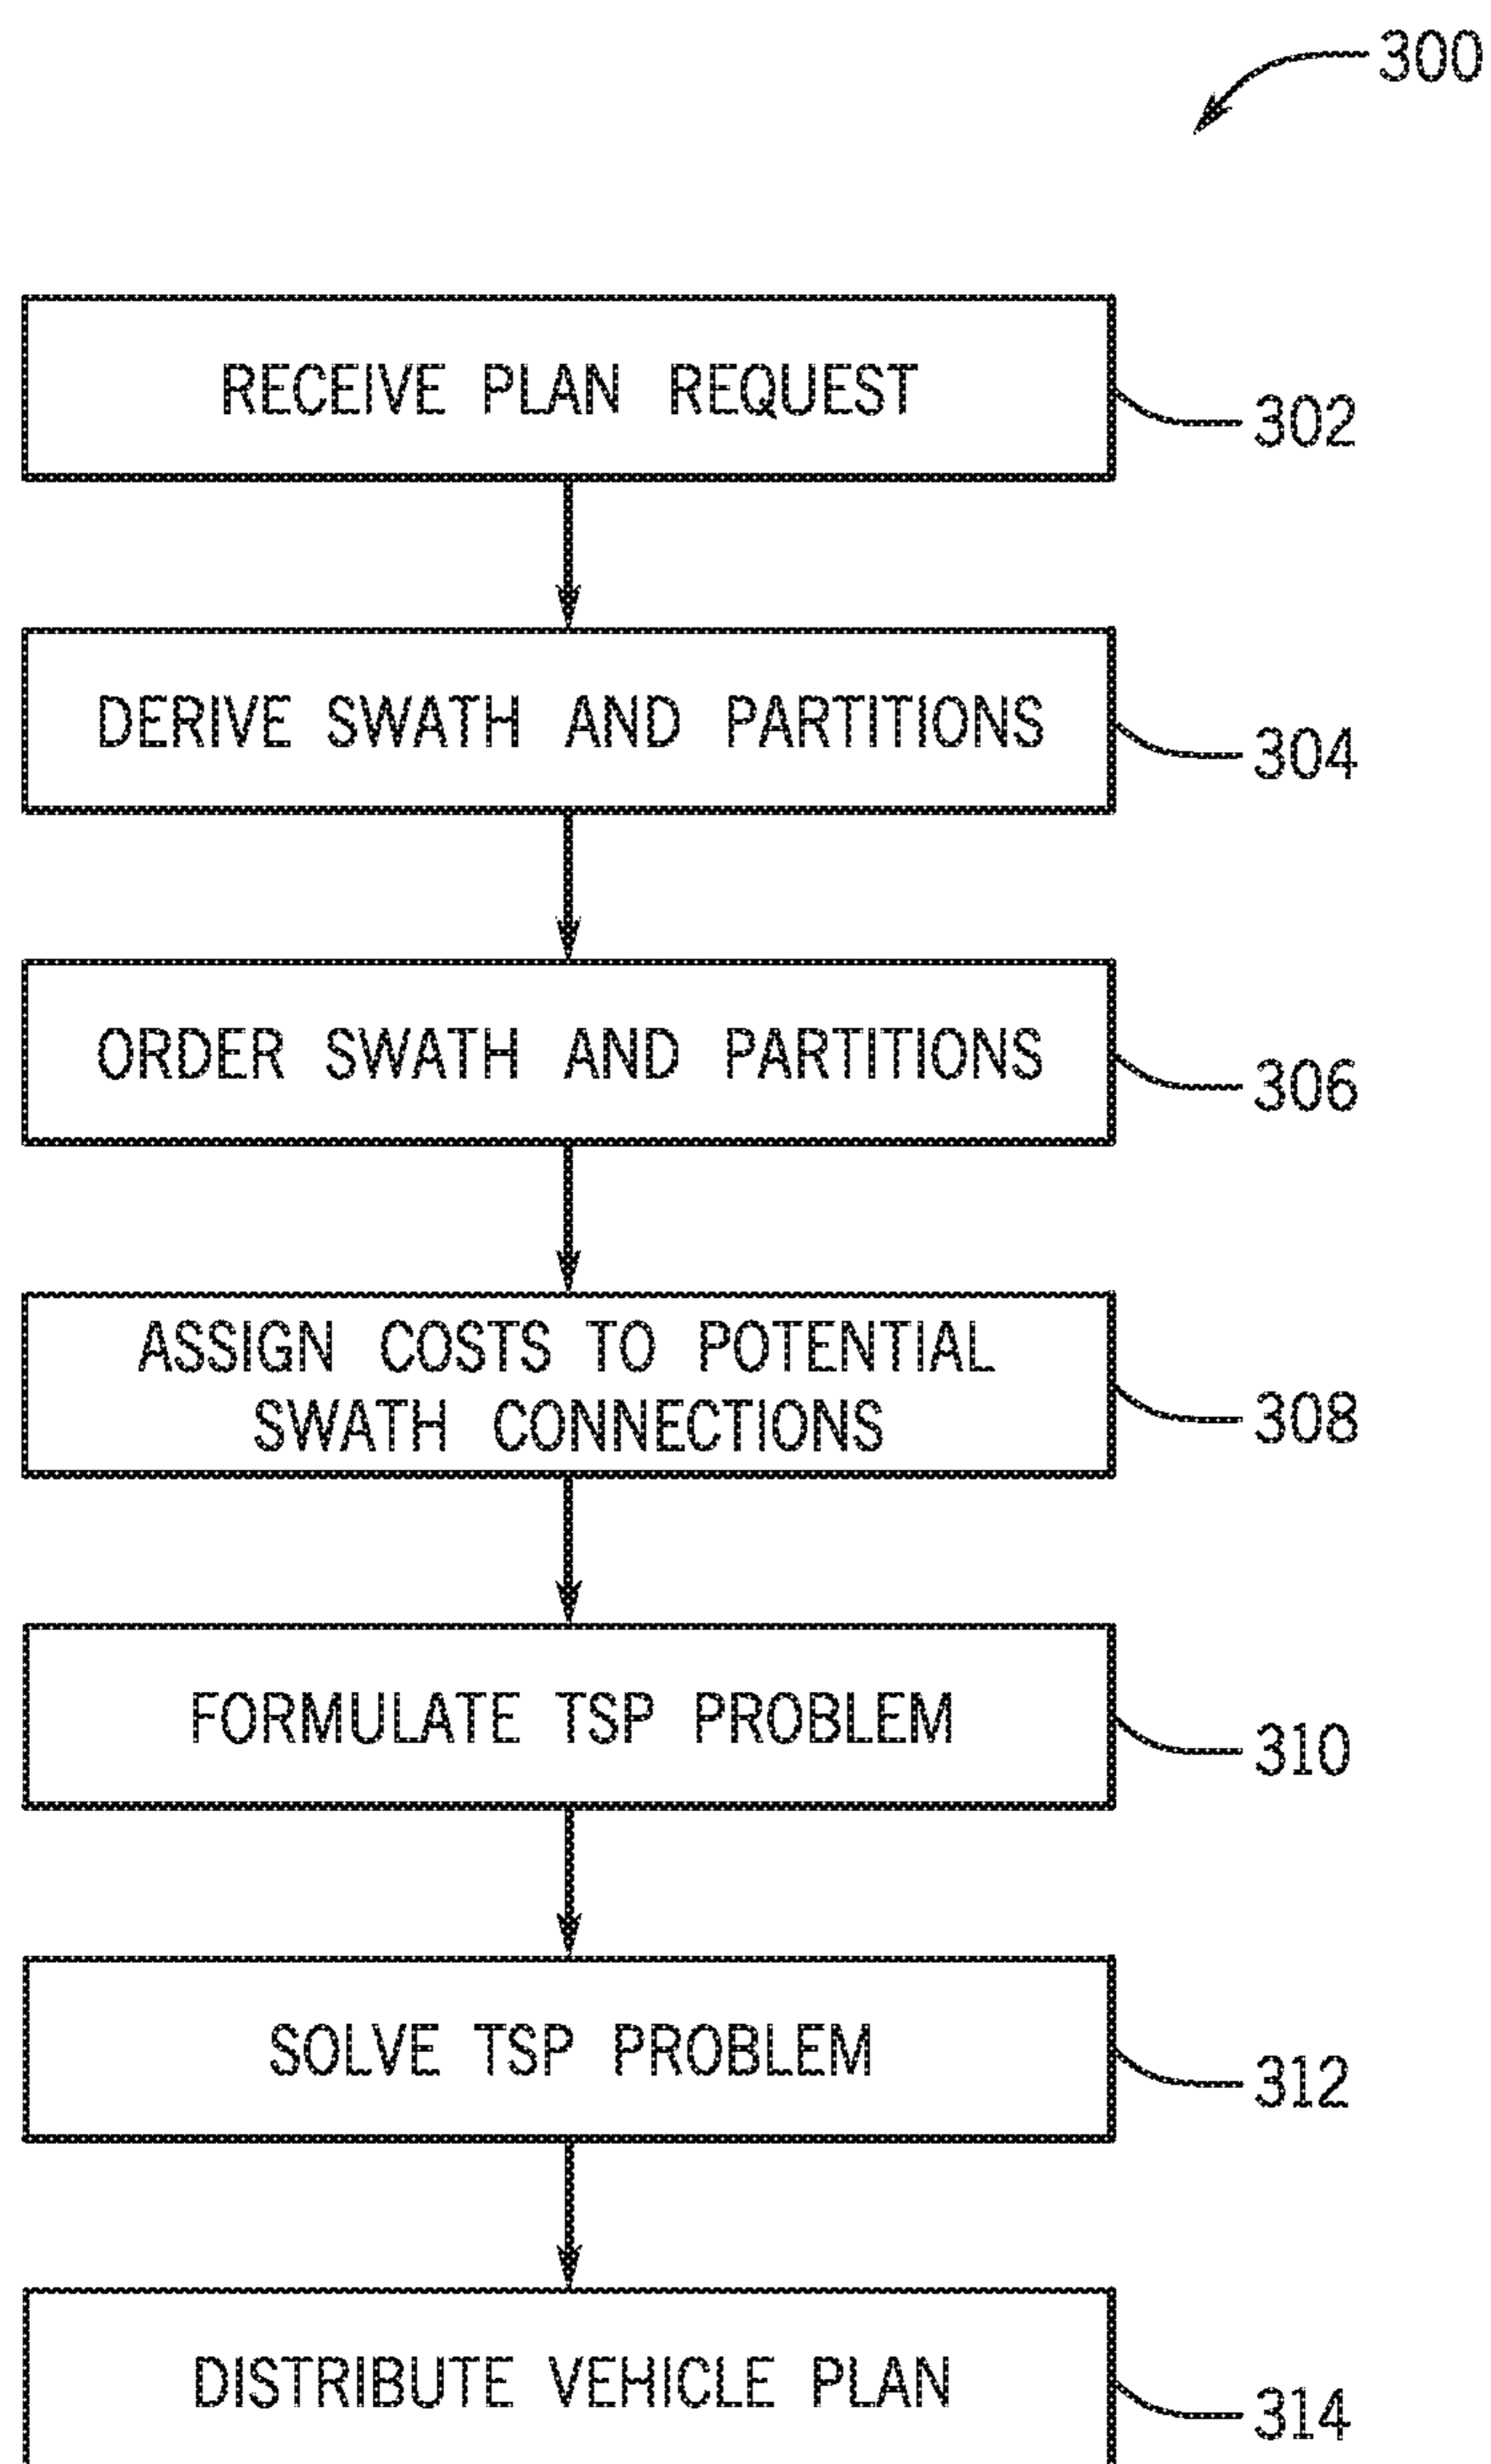 300
RECEIVE PLAN REQUEST
302
DERIVE SWATH AND PARTITIONS
304
ORDER SWATH AND PARTITIONS
306
ASSIGN COSTS TO POTENTIAL
SWATH CONNECTIONS
308
FORMULATE TSP PROBLEM
310
SOLVE TSP PROBLEM
312
DISTRIBUTE VEHICLE PLAN
314